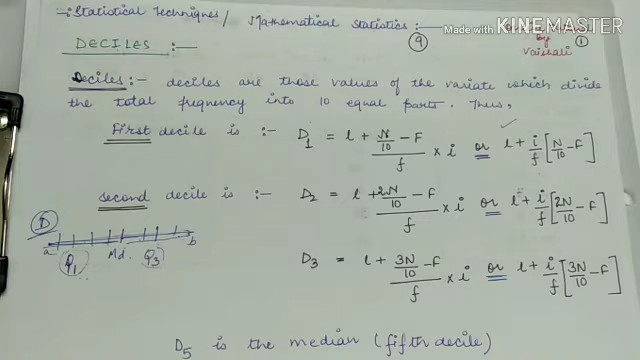 → Statistical Techniques / Mathematical Statistics :—
Made with KINEMASTER
By
Vaishali
①
⑨
DECILES :—
Deciles :- deciles are those values of the variate which divide
the total frequency into 10 equal parts. Thus,
First decile is :- D₁ = l + (N/10 - F)/f × i or l + i/f [N/10 - F]
Second decile is :- D₂ = l + (2N/10 - F)/f × i or l + i/f [2N/10 - F]
D
a Md. b
Q₁ Q₃
D₃ = l + (3N/10 - F)/f × i or l + i/f [3N/10 - F]
D₅ is the median (fifth decile)